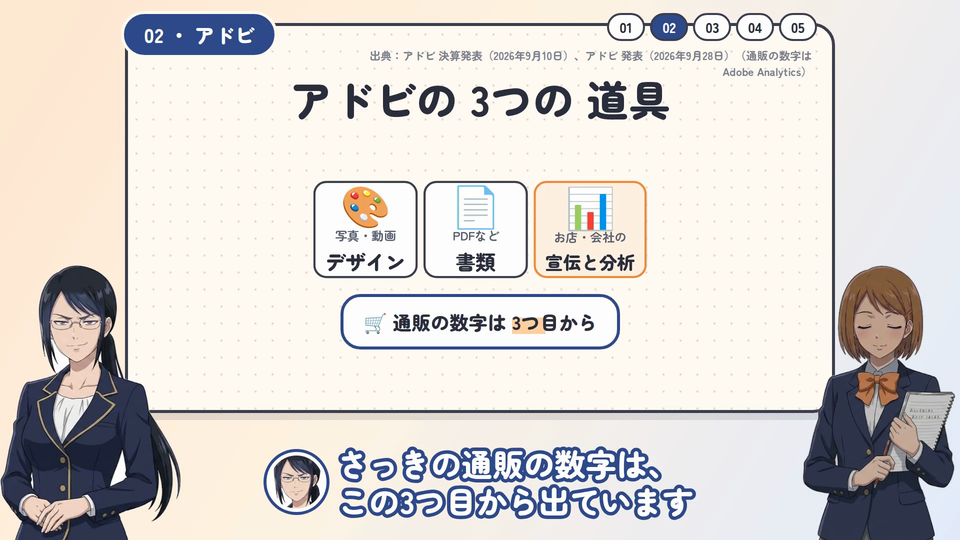 02 ・ アドビ
01 02 03 04 05
出典：アドビ 決算発表（2026年9月10日）、アドビ 発表（2026年9月28日）（通販の数字は
Adobe Analytics）
アドビの 3つの 道具
写真・動画
デザイン
PDFなど
書類
お店・会社の
宣伝と分析
通販の数字は 3つ目から
さっきの通販の数字は、
この3つ目から出ています